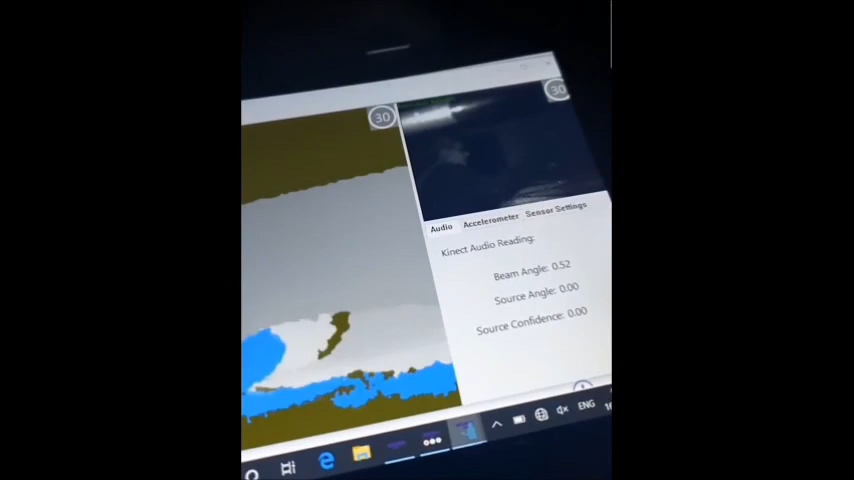 30
30
Audio Accelerometer Sensor Settings
Kinect Audio Reading:
Beam Angle: 0.52
Source Angle: 0.00
Source Confidence: 0.00
ENG